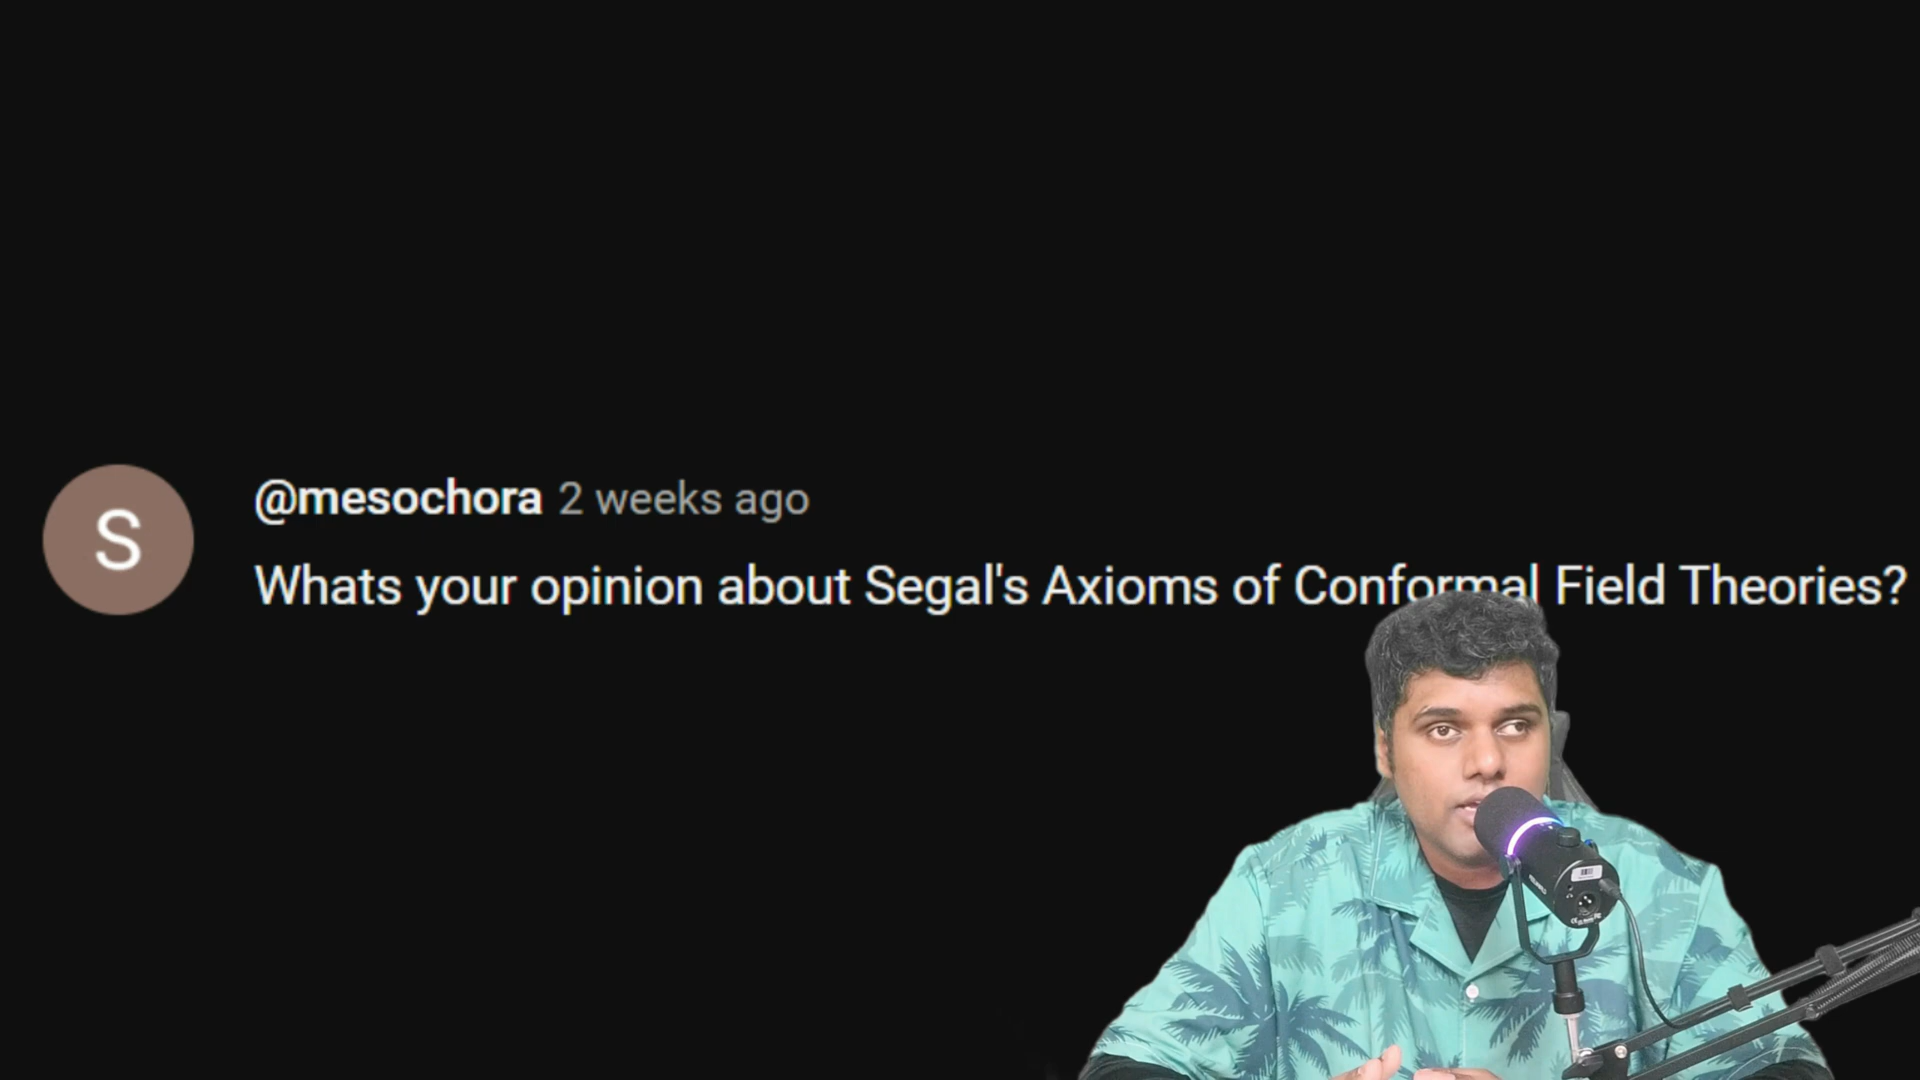 S
@mesochora 2 weeks ago
Whats your opinion about Segal's Axioms of Conformal Field Theories?